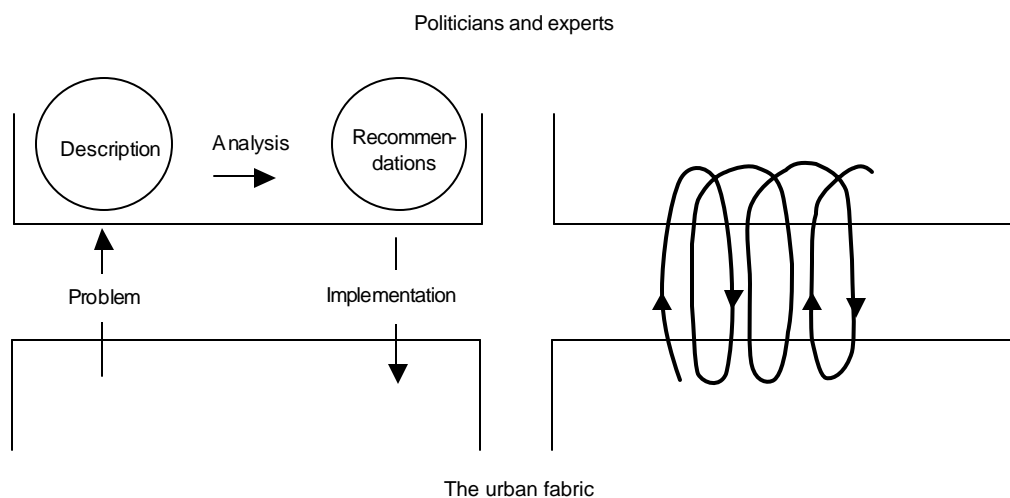 Politicians and experts
Description
Analysis
Recommen-
dations
Problem
Implementation
The urban fabric